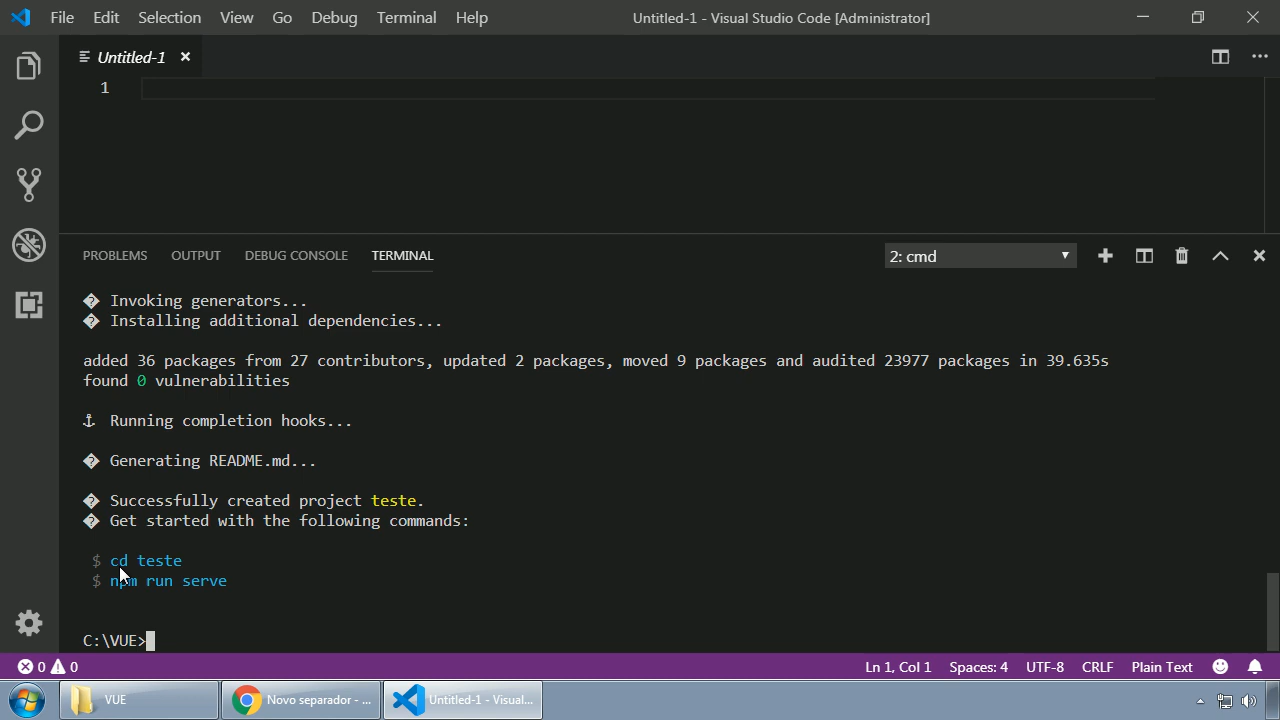 File Edit Selection View Go Debug Terminal Help
Untitled-1 - Visual Studio Code [Administrator]
Untitled-1
1
PROBLEMS OUTPUT DEBUG CONSOLE TERMINAL
2: cmd
� Invoking generators...
� Installing additional dependencies...
added 36 packages from 27 contributors, updated 2 packages, moved 9 packages and audited 23977 packages in 39.635s
found 0 vulnerabilities
⚓ Running completion hooks...
� Generating README.md...
� Successfully created project teste.
� Get started with the following commands:
$ cd teste
$ npm run serve
C:\VUE>
0 0
Ln 1, Col 1 Spaces: 4 UTF-8 CRLF Plain Text
VUE
Novo separador - ...
Untitled-1 - Visual...